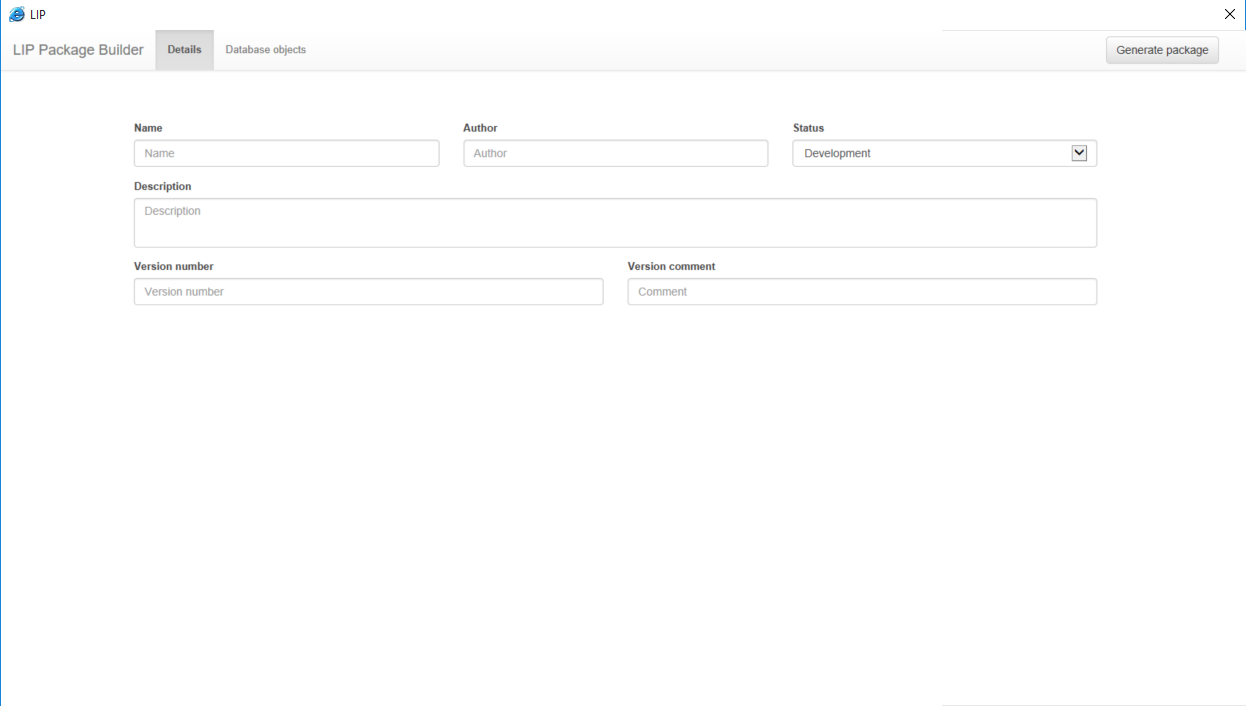 LIP
LIP Package Builder Details Database objects Generate package
Name Author Status
Name Author Development
Description
Description
Version number Version comment
Version number Comment